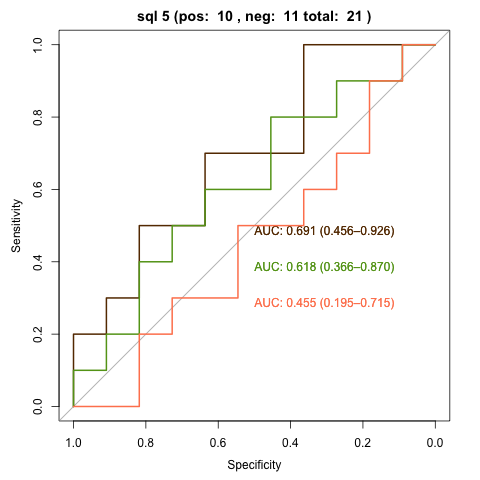 sql 5 (pos:  10 , neg:  11 total:  21 )
1.0
0.8
0.6
0.4
0.2
0.0
Sensitivity
AUC: 0.691 (0.456–0.926)
AUC: 0.618 (0.366–0.870)
AUC: 0.455 (0.195–0.715)
1.0 0.8 0.6 0.4 0.2 0.0
Specificity